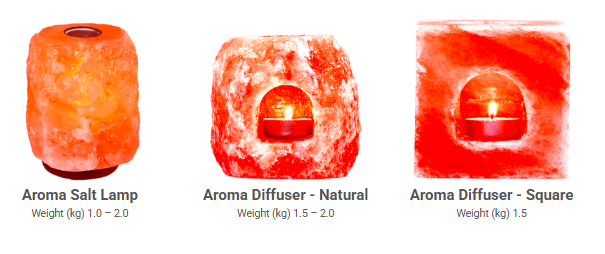 Aroma Salt Lamp
Weight (kg) 1.0 – 2.0
Aroma Diffuser - Natural
Weight (kg) 1.5 – 2.0
Aroma Diffuser - Square
Weight (kg) 1.5